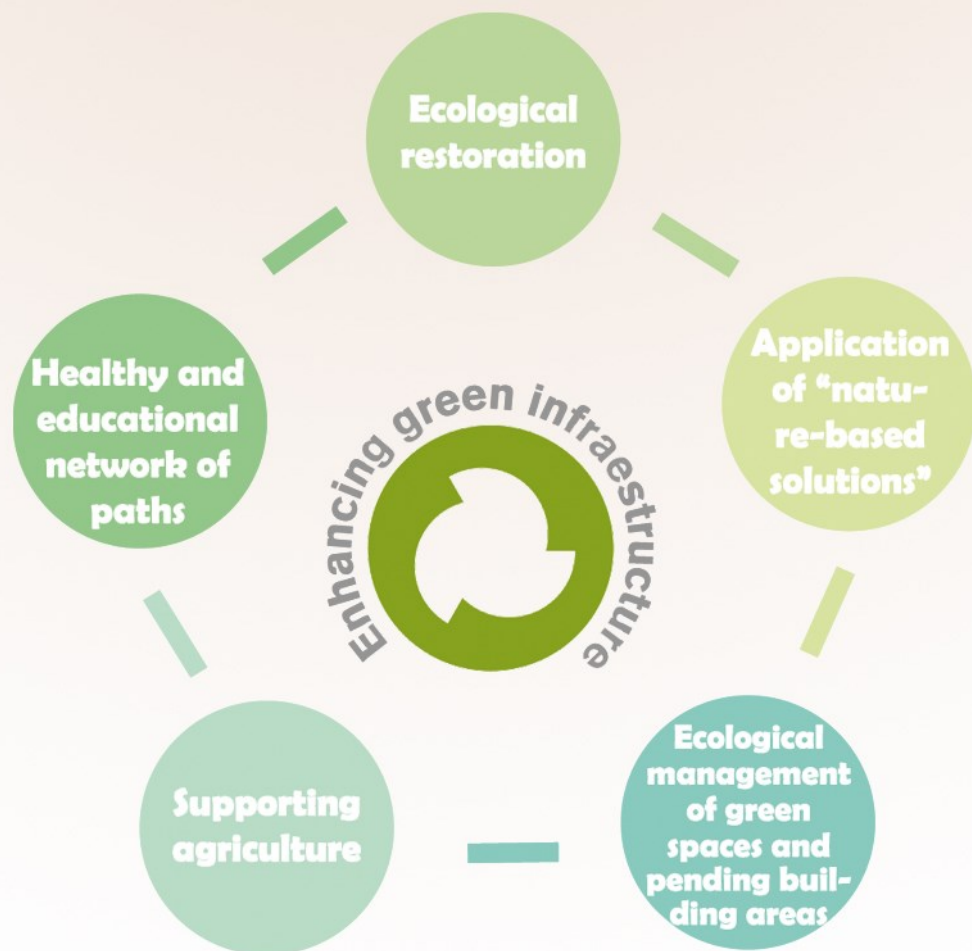 Ecological
restoration
Application
of “natu-
re-based
solutions”
Ecological
management
of green
spaces and
pending buil-
ding areas
Supporting
agriculture
Healthy and
educational
network of
paths
Enhancing green infraestructure